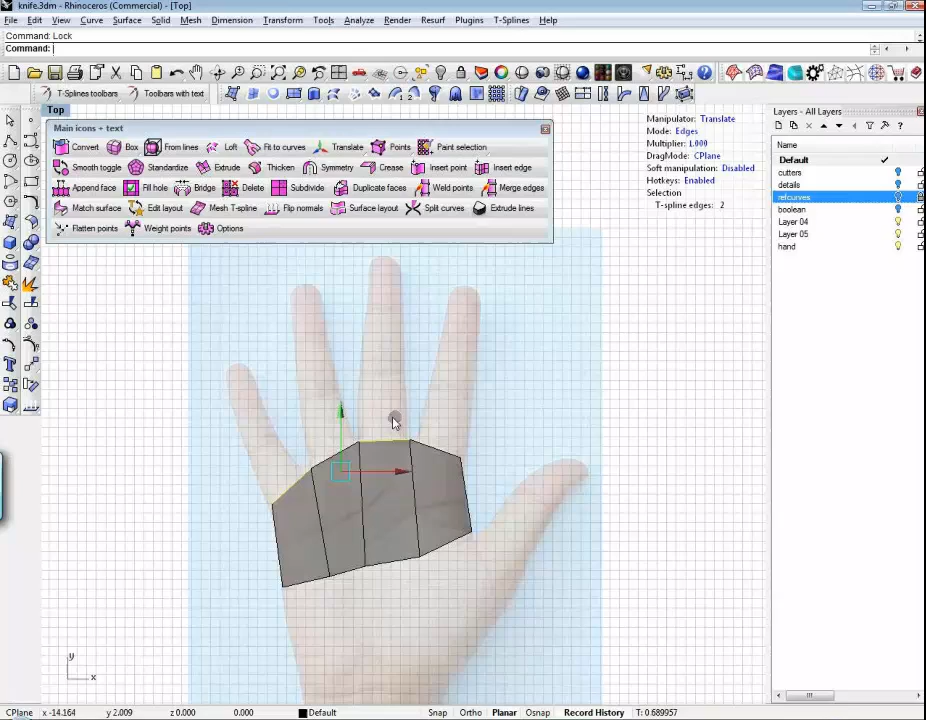 knife.3dm - Rhinoceros (Commercial) - [Top]
File Edit View Curve Surface Solid Mesh Dimension Transform Tools Analyze Render Resurf Plugins T-Splines Help
Command: Lock
Command:
T-Splines toolbars Toolbars with text
Top
Main icons + text
Convert Box From lines Loft Fit to curves Translate Points Paint selection
Smooth toggle Standardize Extrude Thicken Symmetry Crease Insert point Insert edge
Append face Fill hole Bridge Delete Subdivide Duplicate faces Weld points Merge edges
Match surface Edit layout Mesh T-spline Flip normals Surface layout Split curves Extrude lines
Flatten points Weight points Options
Manipulator: Translate
Mode: Edges
Multiplier: 1.000
DragMode: CPlane
Soft manipulation: Disabled
Hotkeys: Enabled
Selection
T-spline edges: 2
Layers - All Layers
Name
Default
cutters
details
refcurves
boolean
Layer 04
Layer 05
hand
y
x
CPlane x -14.164 y 2.009 z 0.000 0.000 Default Snap Ortho Planar Osnap Record History T: 0.689957